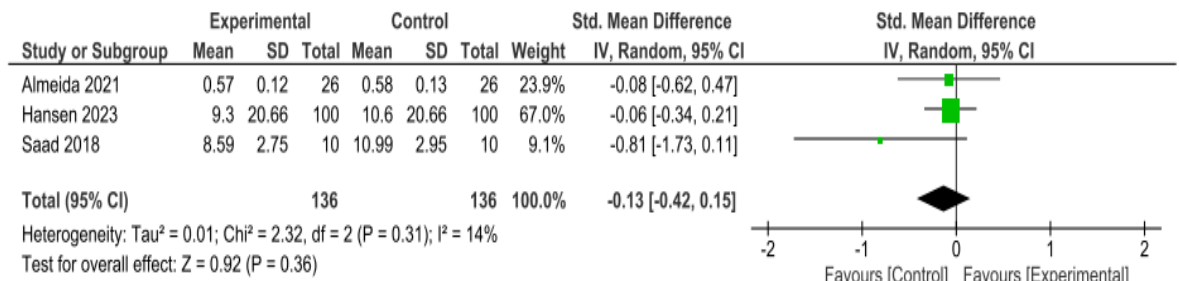 Experimental Control Std. Mean Difference Std. Mean Difference
Study or Subgroup Mean SD Total Mean SD Total Weight IV, Random, 95% CI IV, Random, 95% CI
Almeida 2021 0.57 0.12 26 0.58 0.13 26 23.9% -0.08 [-0.62, 0.47]
Hansen 2023 9.3 20.66 100 10.6 20.66 100 67.0% -0.06 [-0.34, 0.21]
Saad 2018 8.59 2.75 10 10.99 2.95 10 9.1% -0.81 [-1.73, 0.11]
Total (95% CI) 136 136 100.0% -0.13 [-0.42, 0.15]
Heterogeneity: Tau² = 0.01; Chi² = 2.32, df = 2 (P = 0.31); I² = 14%
Test for overall effect: Z = 0.92 (P = 0.36)
-2 -1 0 1 2
Favours [Control] Favours [Experimental]